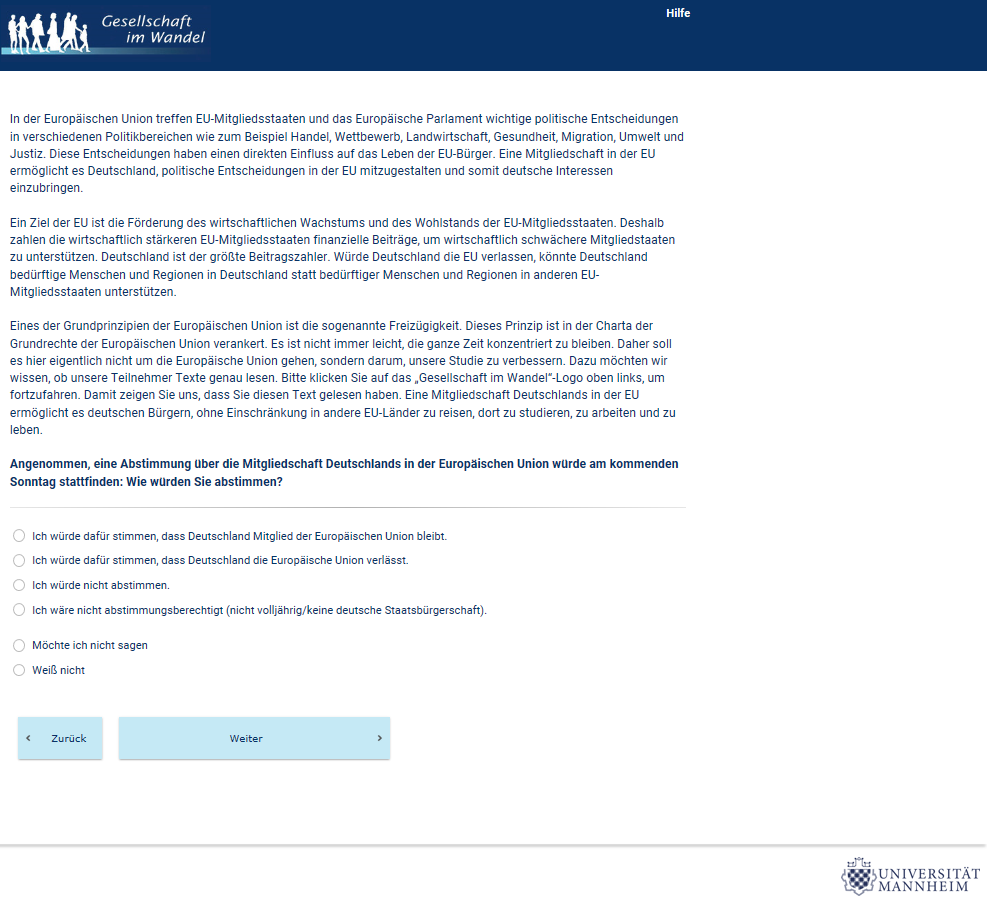 Gesellschaft
im Wandel
Hilfe
In der Europäischen Union treffen EU-Mitgliedsstaaten und das Europäische Parlament wichtige politische Entscheidungen
in verschiedenen Politikbereichen wie zum Beispiel Handel, Wettbewerb, Landwirtschaft, Gesundheit, Migration, Umwelt und
Justiz. Diese Entscheidungen haben einen direkten Einfluss auf das Leben der EU-Bürger. Eine Mitgliedschaft in der EU
ermöglicht es Deutschland, politische Entscheidungen in der EU mitzugestalten und somit deutsche Interessen
einzubringen.
Ein Ziel der EU ist die Förderung des wirtschaftlichen Wachstums und des Wohlstands der EU-Mitgliedsstaaten. Deshalb
zahlen die wirtschaftlich stärkeren EU-Mitgliedsstaaten finanzielle Beiträge, um wirtschaftlich schwächere Mitgliedstaaten
zu unterstützen. Deutschland ist der größte Beitragszahler. Würde Deutschland die EU verlassen, könnte Deutschland
bedürftige Menschen und Regionen in Deutschland statt bedürftiger Menschen und Regionen in anderen EU-
Mitgliedsstaaten unterstützen.
Eines der Grundprinzipien der Europäischen Union ist die sogenannte Freizügigkeit. Dieses Prinzip ist in der Charta der
Grundrechte der Europäischen Union verankert. Es ist nicht immer leicht, die ganze Zeit konzentriert zu bleiben. Daher soll
es hier eigentlich nicht um die Europäische Union gehen, sondern darum, unsere Studie zu verbessern. Dazu möchten wir
wissen, ob unsere Teilnehmer Texte genau lesen. Bitte klicken Sie auf das „Gesellschaft im Wandel“-Logo oben links, um
fortzufahren. Damit zeigen Sie uns, dass Sie diesen Text gelesen haben. Eine Mitgliedschaft Deutschlands in der EU
ermöglicht es deutschen Bürgern, ohne Einschränkung in andere EU-Länder zu reisen, dort zu studieren, zu arbeiten und zu
leben.
Angenommen, eine Abstimmung über die Mitgliedschaft Deutschlands in der Europäischen Union würde am kommenden
Sonntag stattfinden: Wie würden Sie abstimmen?
Ich würde dafür stimmen, dass Deutschland Mitglied der Europäischen Union bleibt.
Ich würde dafür stimmen, dass Deutschland die Europäische Union verlässt.
Ich würde nicht abstimmen.
Ich wäre nicht abstimmungsberechtigt (nicht volljährig/keine deutsche Staatsbürgerschaft).
Möchte ich nicht sagen
Weiß nicht
‹ Zurück
Weiter ›
UNIVERSITÄT
MANNHEIM